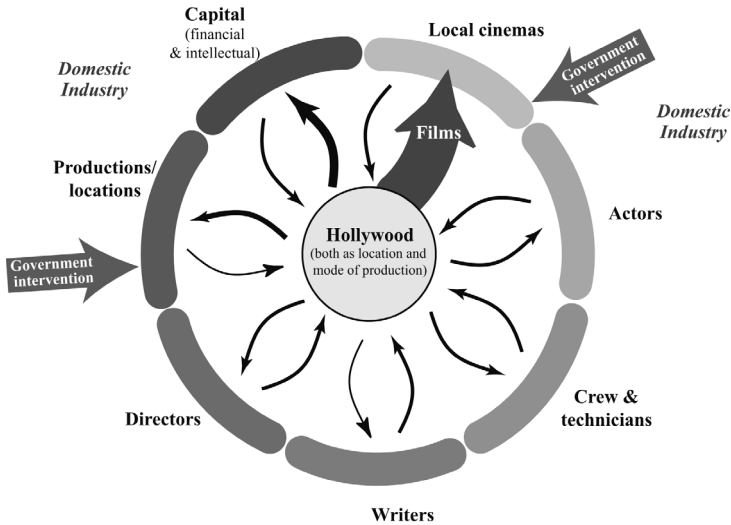 Capital
(financial
& intellectual)
Local cinemas
Government
intervention
Domestic
Industry
Domestic
Industry
Films
Productions/
locations
Actors
Hollywood
(both as location and
mode of production)
Government
intervention
Directors
Crew &
technicians
Writers